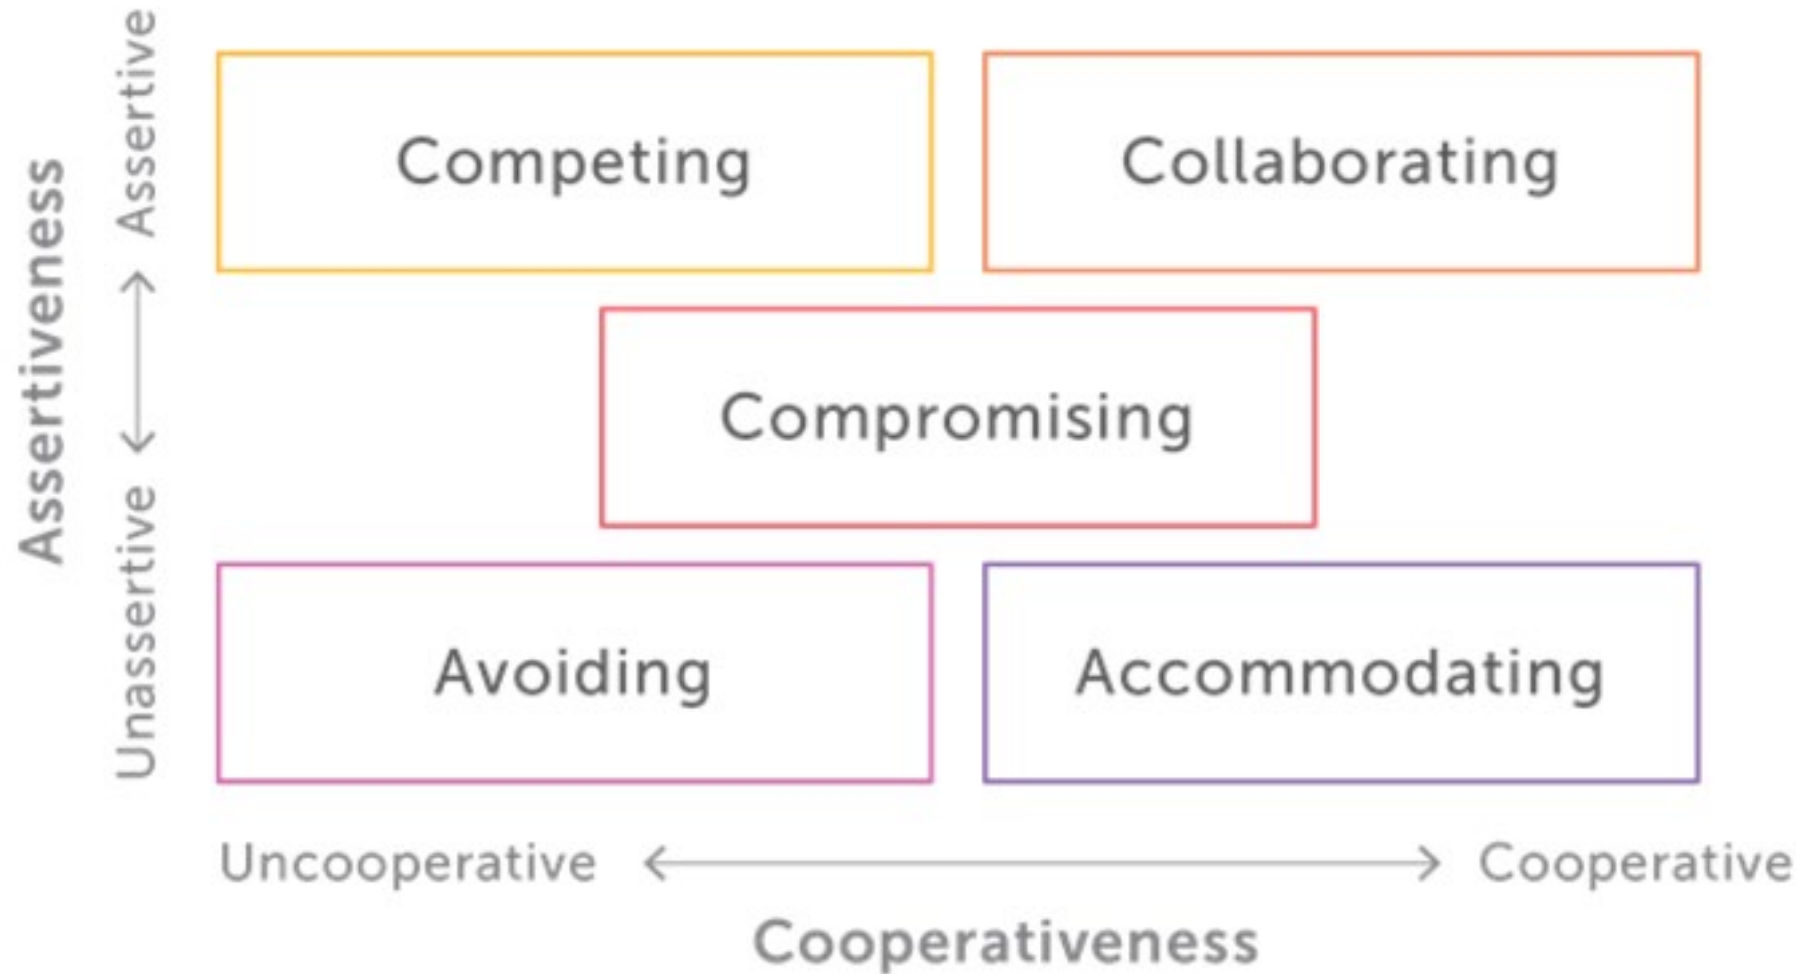 Assertiveness
Assertive
Unassertive
Competing
Collaborating
Compromising
Avoiding
Accommodating
Uncooperative
Cooperative
Cooperativeness